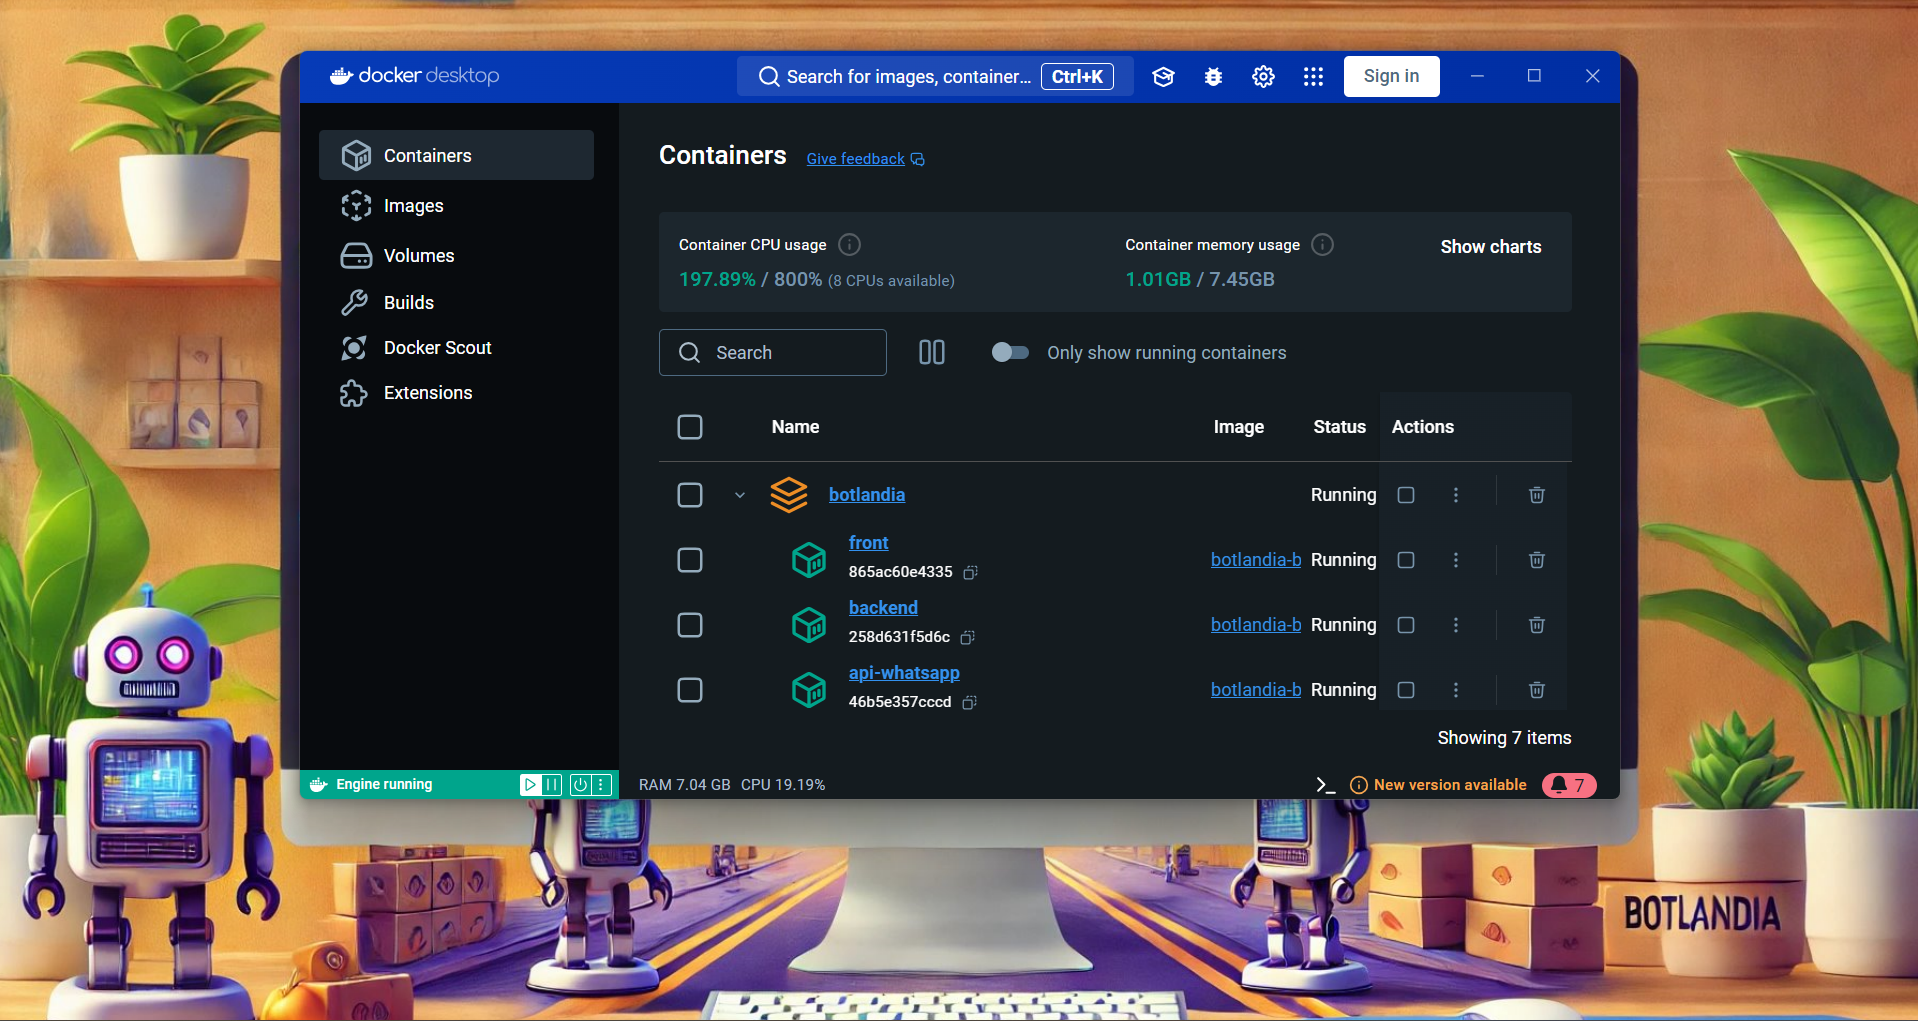 docker desktop
Search for images, container... Ctrl+K
Sign in
Containers
Images
Volumes
Builds
Docker Scout
Extensions
Containers Give feedback
Container CPU usage
197.89% / 800% (8 CPUs available)
Container memory usage
1.01GB / 7.45GB
Show charts
Search
Only show running containers
Name Image Status Actions
botlandia Running
front
865ac60e4335
botlandia-b Running
backend
258d631f5d6c
botlandia-b Running
api-whatsapp
46b5e357cccd
botlandia-b Running
Showing 7 items
Engine running
RAM 7.04 GB CPU 19.19%
New version available 7
BOTLANDIA